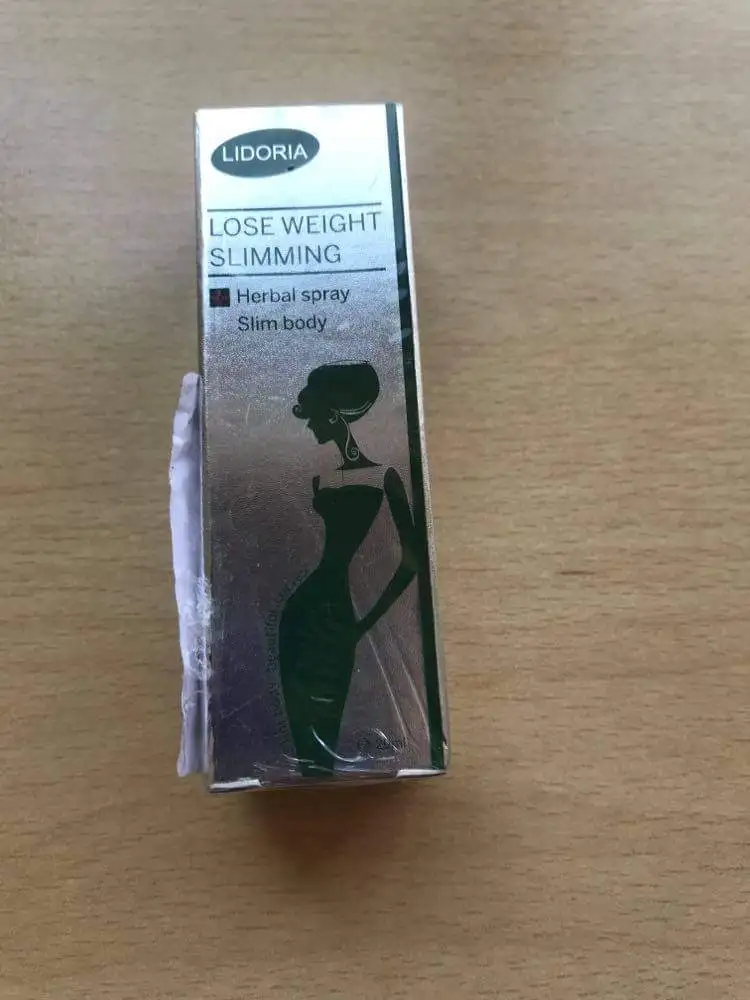 LIDORIA
LOSE WEIGHT
SLIMMING
Herbal spray
Slim body